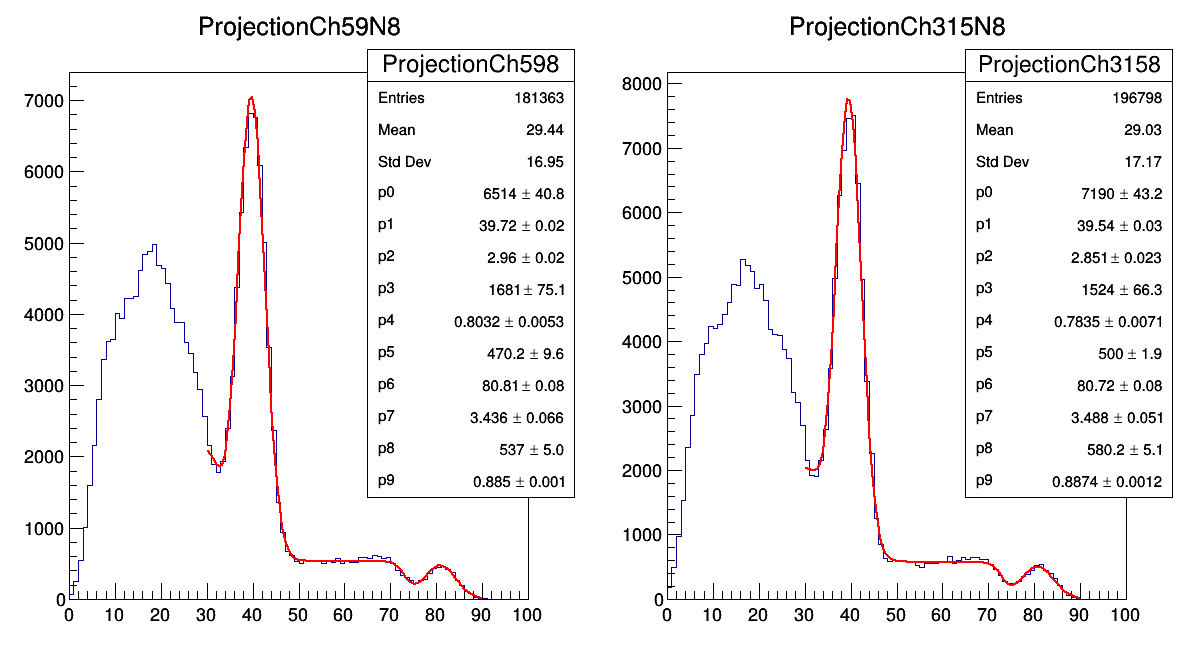 ProjectionCh59N8
ProjectionCh598
Entries 181363
Mean 29.44
Std Dev 16.95
p0 6514 ± 40.8
p1 39.72 ± 0.02
p2 2.96 ± 0.02
p3 1681 ± 75.1
p4 0.8032 ± 0.0053
p5 470.2 ± 9.6
p6 80.81 ± 0.08
p7 3.436 ± 0.066
p8 537 ± 5.0
p9 0.885 ± 0.001
7000
6000
5000
4000
3000
2000
1000
0
0 10 20 30 40 50 60 70 80 90 100
ProjectionCh315N8
ProjectionCh3158
Entries 196798
Mean 29.03
Std Dev 17.17
p0 7190 ± 43.2
p1 39.54 ± 0.03
p2 2.851 ± 0.023
p3 1524 ± 66.3
p4 0.7835 ± 0.0071
p5 500 ± 1.9
p6 80.72 ± 0.08
p7 3.488 ± 0.051
p8 580.2 ± 5.1
p9 0.8874 ± 0.0012
8000
7000
6000
5000
4000
3000
2000
1000
0
0 10 20 30 40 50 60 70 80 90 100